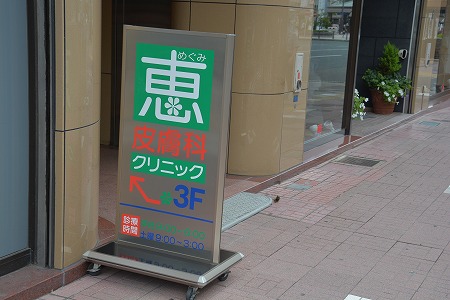 めぐみ
恵
皮膚科
クリニック
3F
診療
時間
土曜9:00~3:00